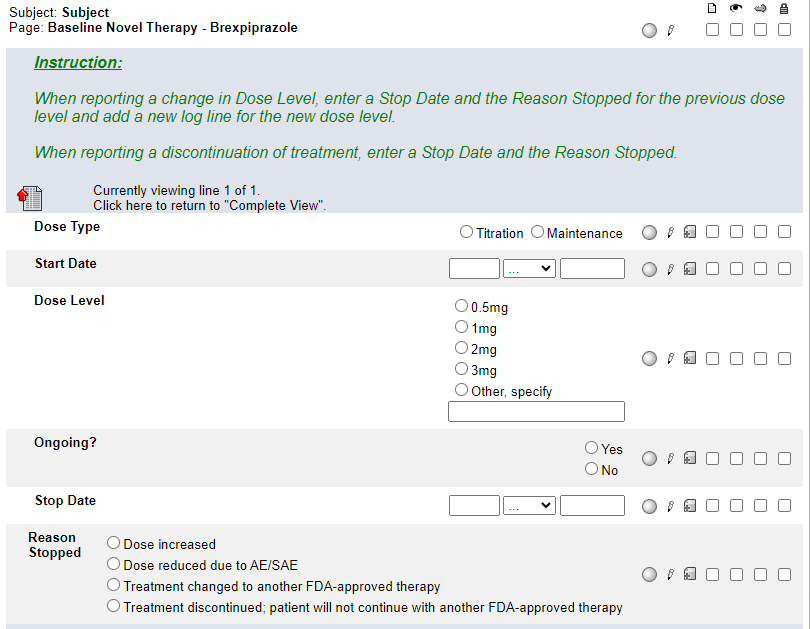 Subject: Subject
Page: Baseline Novel Therapy - Brexpiprazole
Instruction:
When reporting a change in Dose Level, enter a Stop Date and the Reason Stopped for the previous dose
level and add a new log line for the new dose level.
When reporting a discontinuation of treatment, enter a Stop Date and the Reason Stopped.
Currently viewing line 1 of 1.
Click here to return to "Complete View".
Dose Type
Titration Maintenance
Start Date
...
Dose Level
0.5mg
1mg
2mg
3mg
Other, specify
Ongoing?
Yes
No
Stop Date
...
Reason
Stopped
Dose increased
Dose reduced due to AE/SAE
Treatment changed to another FDA-approved therapy
Treatment discontinued; patient will not continue with another FDA-approved therapy